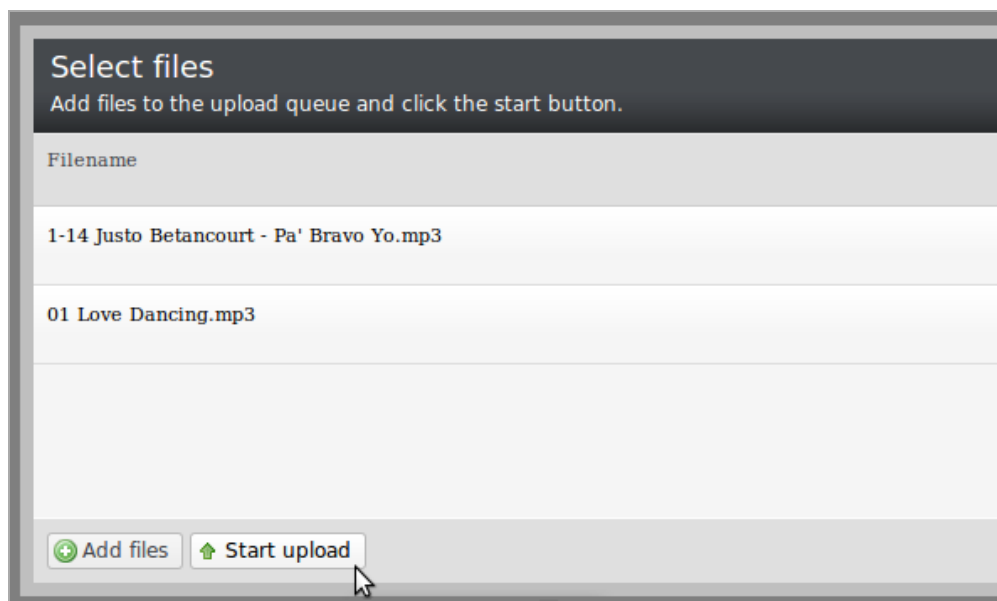 Select files
Add files to the upload queue and click the start button.
Filename
1-14 Justo Betancourt - Pa' Bravo Yo.mp3
01 Love Dancing.mp3
Add files Start upload